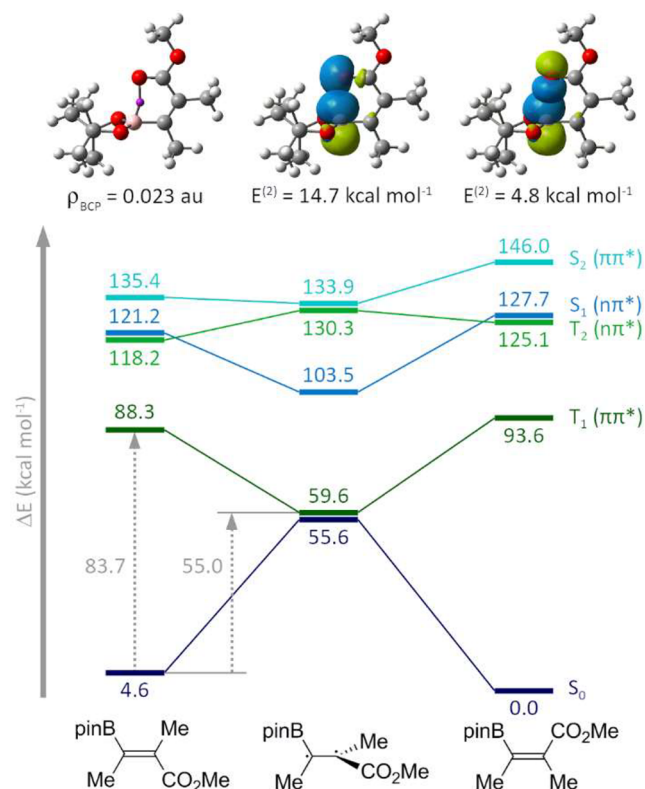 ρBCP = 0.023 au
E(2) = 14.7 kcal mol-1
E(2) = 4.8 kcal mol-1
ΔE (kcal mol-1)
135.4
133.9
146.0
S2 (ππ*)
121.2
130.3
127.7
S1 (nπ*)
118.2
103.5
125.1
T2 (nπ*)
88.3
59.6
93.6
T1 (ππ*)
83.7
55.0
55.6
4.6
0.0
S0
pinB
Me
Me
CO2Me
pinB
Me
Me
CO2Me
pinB
CO2Me
Me
Me